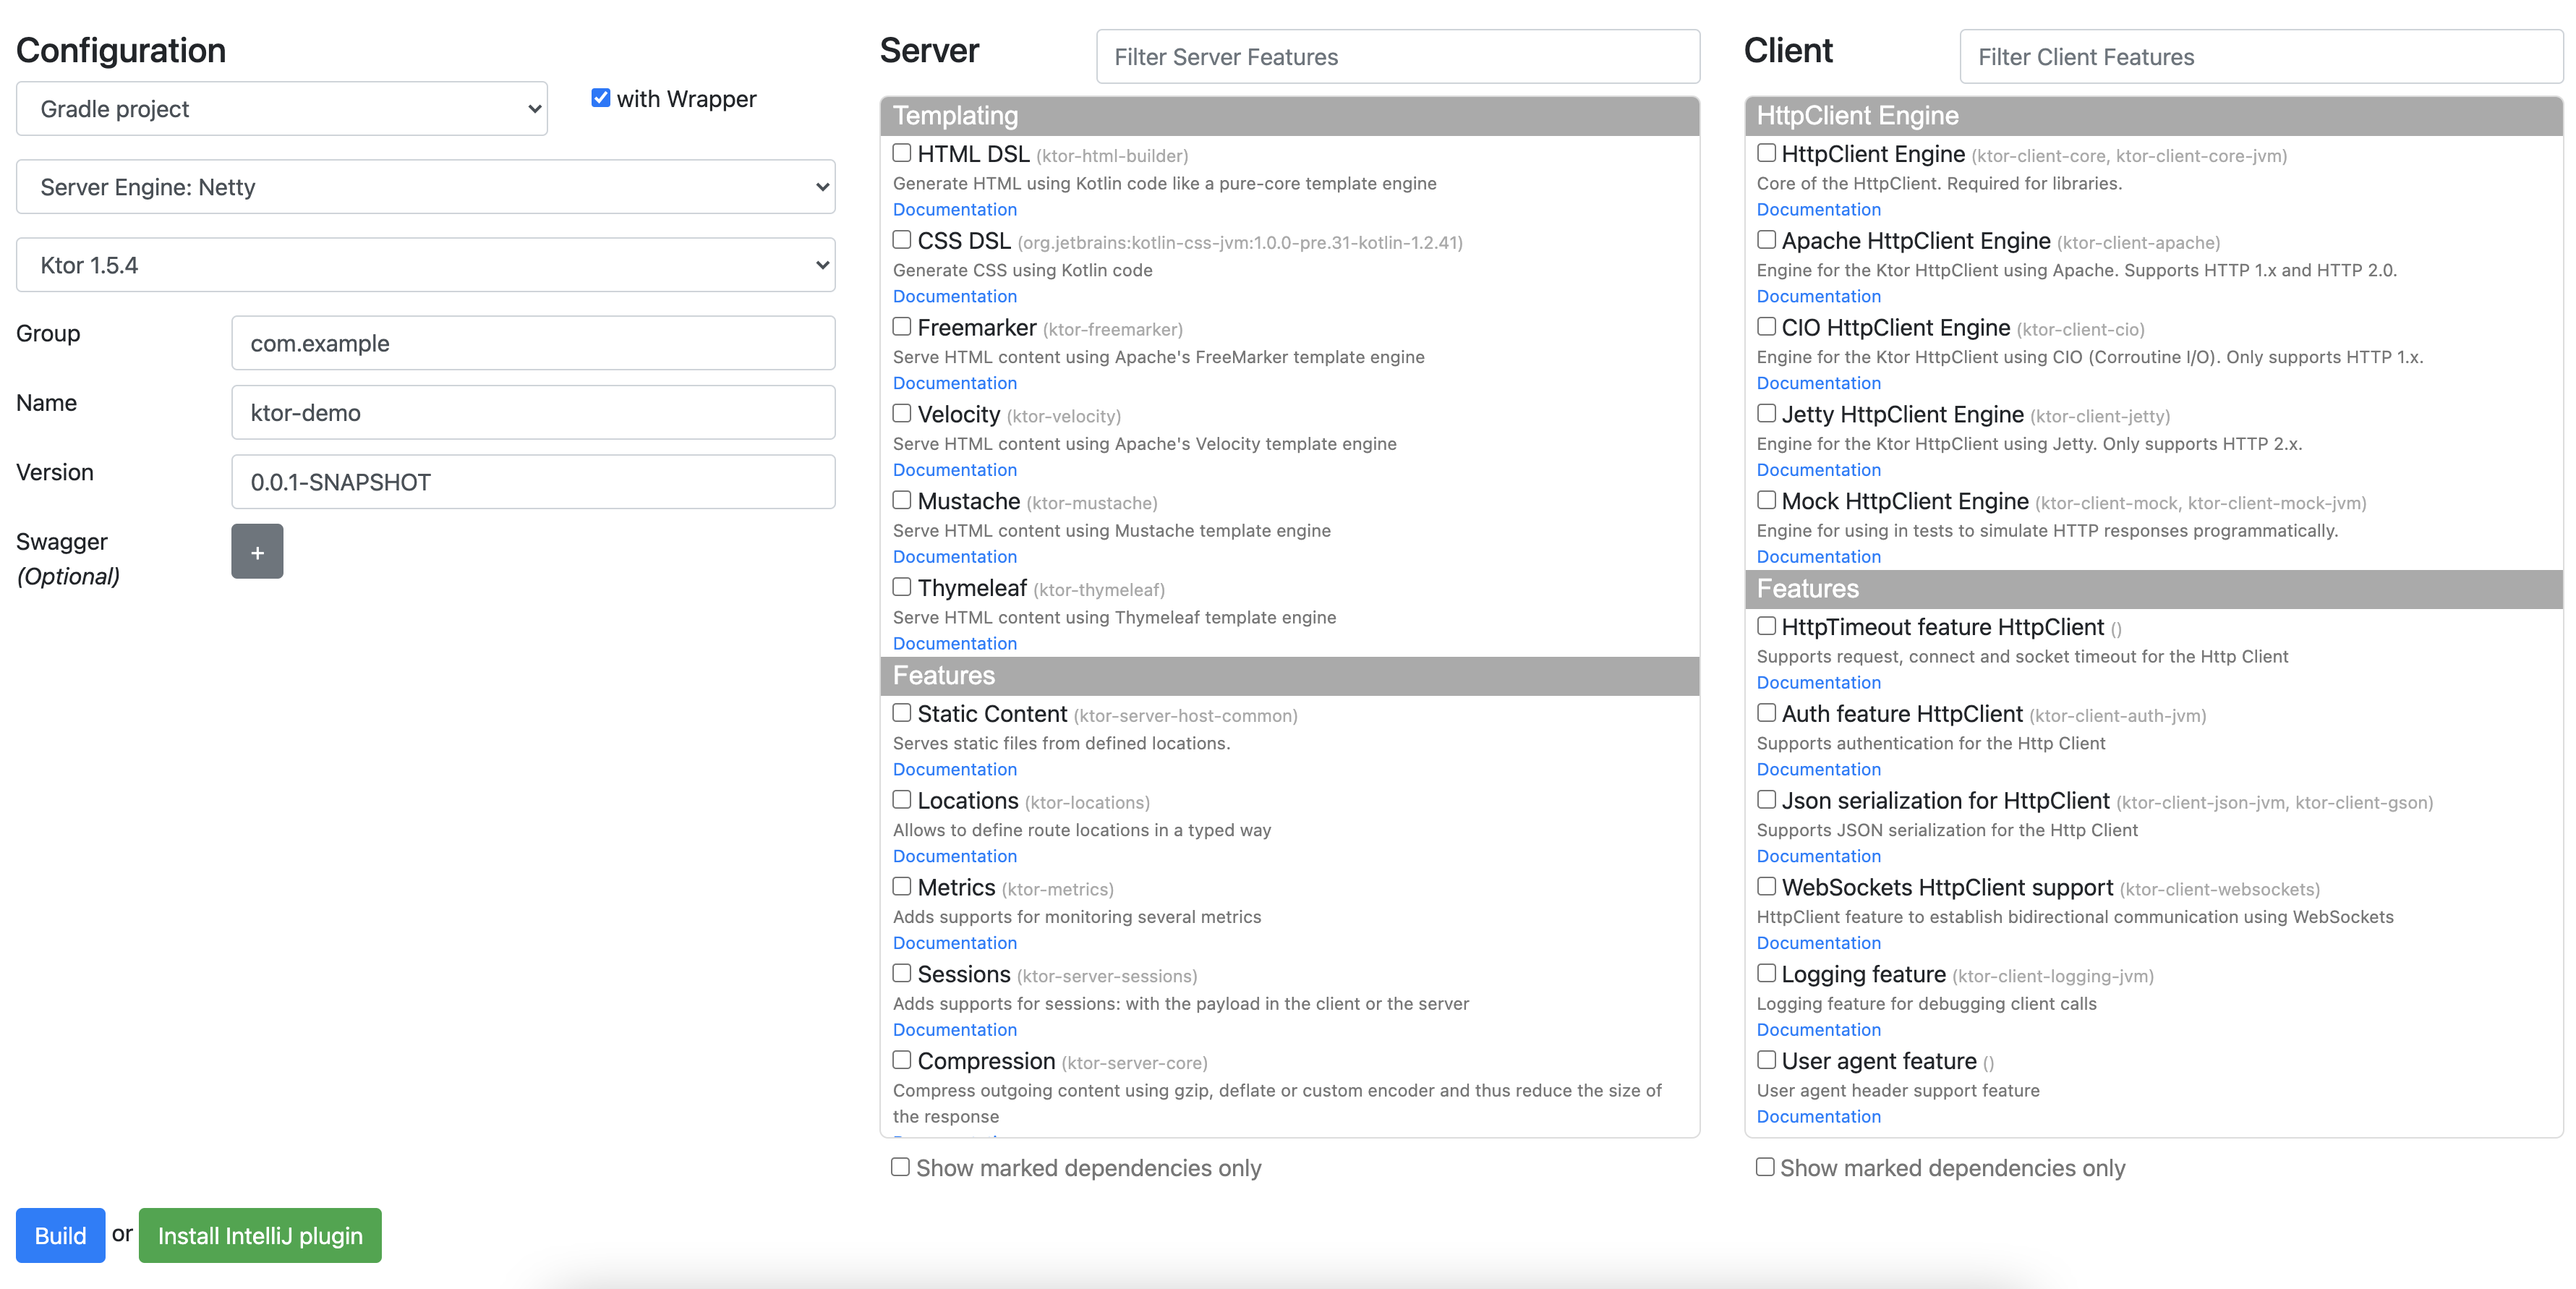 Configuration
Gradle project
with Wrapper
Server Engine: Netty
Ktor 1.5.4
Group
com.example
Name
ktor-demo
Version
0.0.1-SNAPSHOT
Swagger
(Optional)
+
Build or Install IntelliJ plugin
Server
Filter Server Features
Templating
HTML DSL (ktor-html-builder)
Generate HTML using Kotlin code like a pure-core template engine
Documentation
CSS DSL (org.jetbrains:kotlin-css-jvm:1.0.0-pre.31-kotlin-1.2.41)
Generate CSS using Kotlin code
Documentation
Freemarker (ktor-freemarker)
Serve HTML content using Apache's FreeMarker template engine
Documentation
Velocity (ktor-velocity)
Serve HTML content using Apache's Velocity template engine
Documentation
Mustache (ktor-mustache)
Serve HTML content using Mustache template engine
Documentation
Thymeleaf (ktor-thymeleaf)
Serve HTML content using Thymeleaf template engine
Documentation
Features
Static Content (ktor-server-host-common)
Serves static files from defined locations.
Documentation
Locations (ktor-locations)
Allows to define route locations in a typed way
Documentation
Metrics (ktor-metrics)
Adds supports for monitoring several metrics
Documentation
Sessions (ktor-server-sessions)
Adds supports for sessions: with the payload in the client or the server
Documentation
Compression (ktor-server-core)
Compress outgoing content using gzip, deflate or custom encoder and thus reduce the size of
the response
Show marked dependencies only
Client
Filter Client Features
HttpClient Engine
HttpClient Engine (ktor-client-core, ktor-client-core-jvm)
Core of the HttpClient. Required for libraries.
Documentation
Apache HttpClient Engine (ktor-client-apache)
Engine for the Ktor HttpClient using Apache. Supports HTTP 1.x and HTTP 2.0.
Documentation
CIO HttpClient Engine (ktor-client-cio)
Engine for the Ktor HttpClient using CIO (Corroutine I/O). Only supports HTTP 1.x.
Documentation
Jetty HttpClient Engine (ktor-client-jetty)
Engine for the Ktor HttpClient using Jetty. Only supports HTTP 2.x.
Documentation
Mock HttpClient Engine (ktor-client-mock, ktor-client-mock-jvm)
Engine for using in tests to simulate HTTP responses programmatically.
Documentation
Features
HttpTimeout feature HttpClient ()
Supports request, connect and socket timeout for the Http Client
Documentation
Auth feature HttpClient (ktor-client-auth-jvm)
Supports authentication for the Http Client
Documentation
Json serialization for HttpClient (ktor-client-json-jvm, ktor-client-gson)
Supports JSON serialization for the Http Client
Documentation
WebSockets HttpClient support (ktor-client-websockets)
HttpClient feature to establish bidirectional communication using WebSockets
Documentation
Logging feature (ktor-client-logging-jvm)
Logging feature for debugging client calls
Documentation
User agent feature ()
User agent header support feature
Documentation
Show marked dependencies only